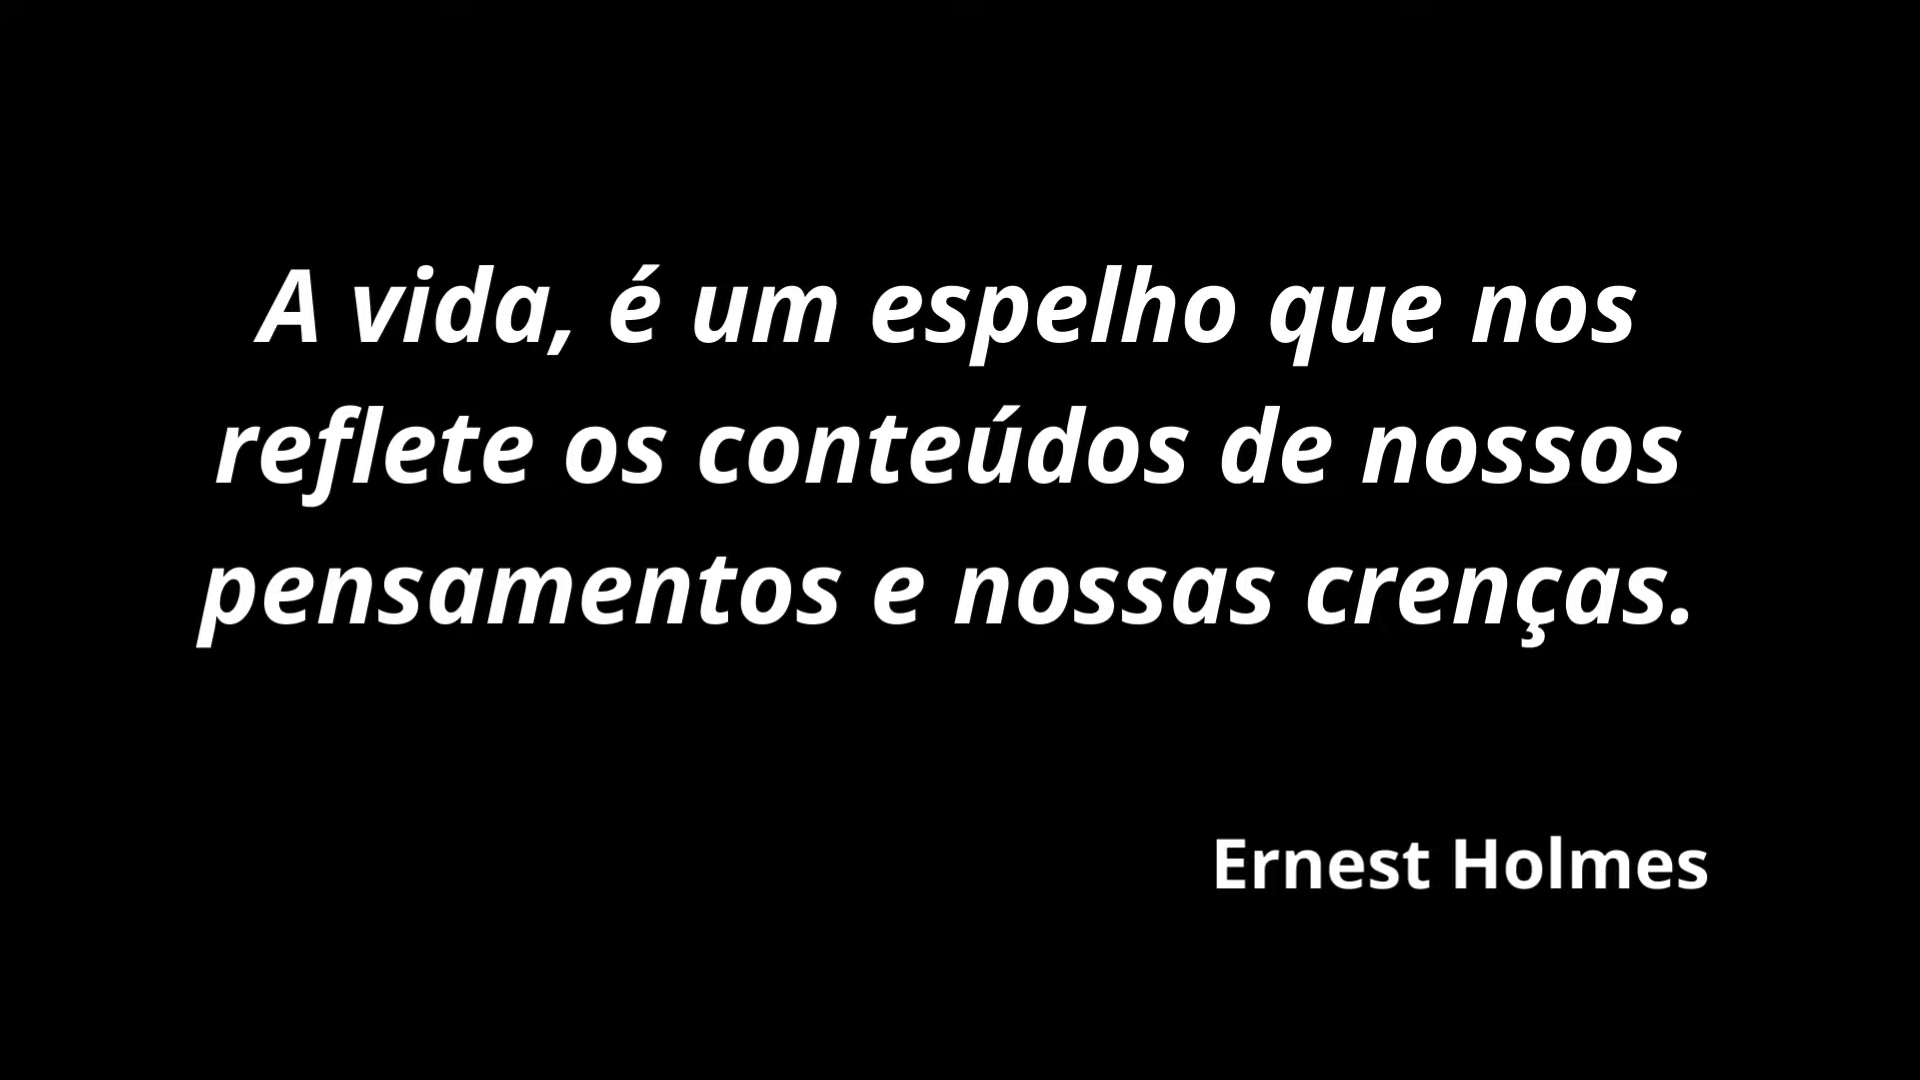 A vida, é um espelho que nos
reflete os conteúdos de nossos
pensamentos e nossas crenças.
Ernest Holmes